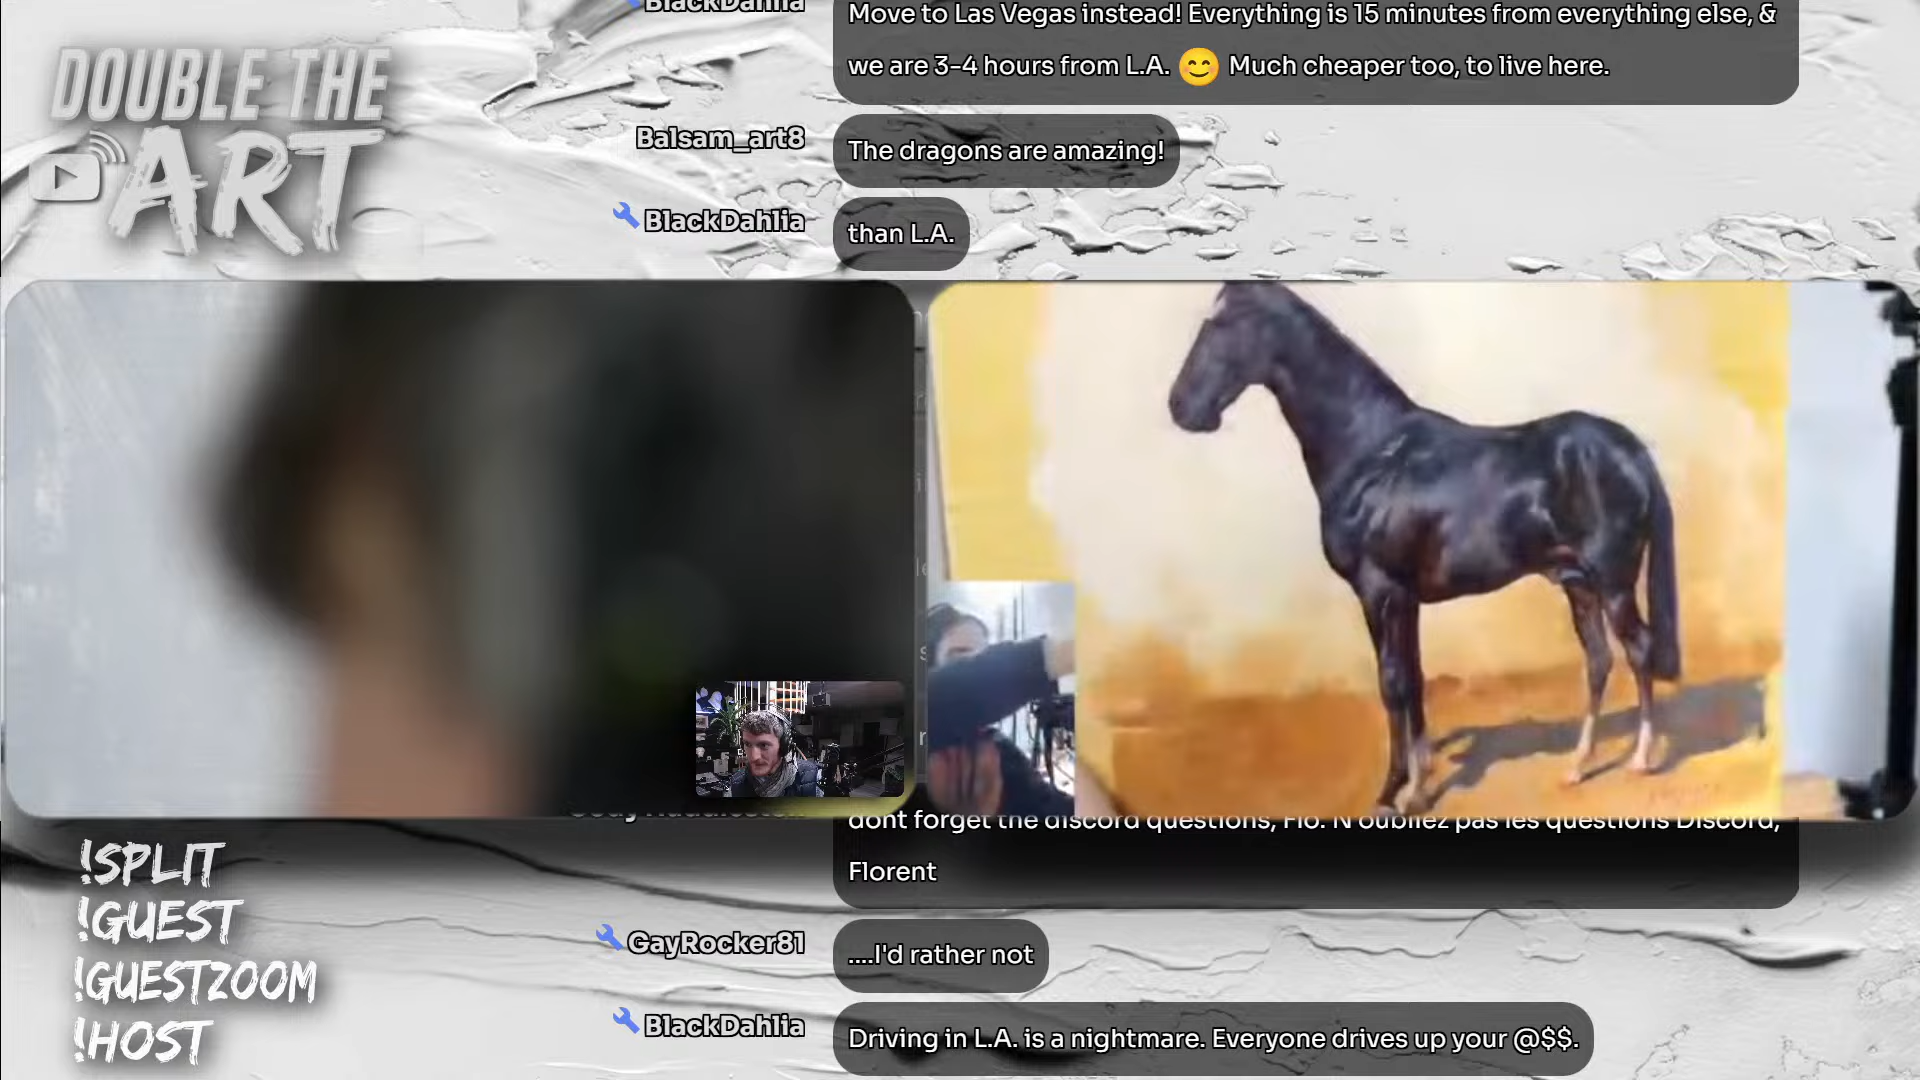 BlackDahlia
Move to Las Vegas instead! Everything is 15 minutes from everything else, &
we are 3-4 hours from L.A. 😊 Much cheaper too, to live here.
DOUBLE THE
ART
Balsam_art8
The dragons are amazing!
BlackDahlia
than L.A.
dont forget the discord questions, Flo. N'oubliez pas les questions Discord,
Florent
!SPLIT
!GUEST
!GUESTZOOM
!HOST
GayRocker81
....I'd rather not
BlackDahlia
Driving in L.A. is a nightmare. Everyone drives up your @$$.